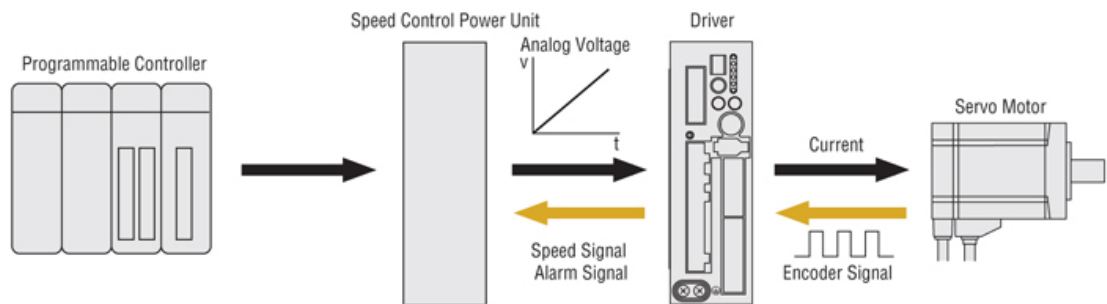 Speed Control Power Unit
Driver
Programmable Controller
Analog Voltage
v
t
Servo Motor
Current
Speed Signal
Alarm Signal
Encoder Signal